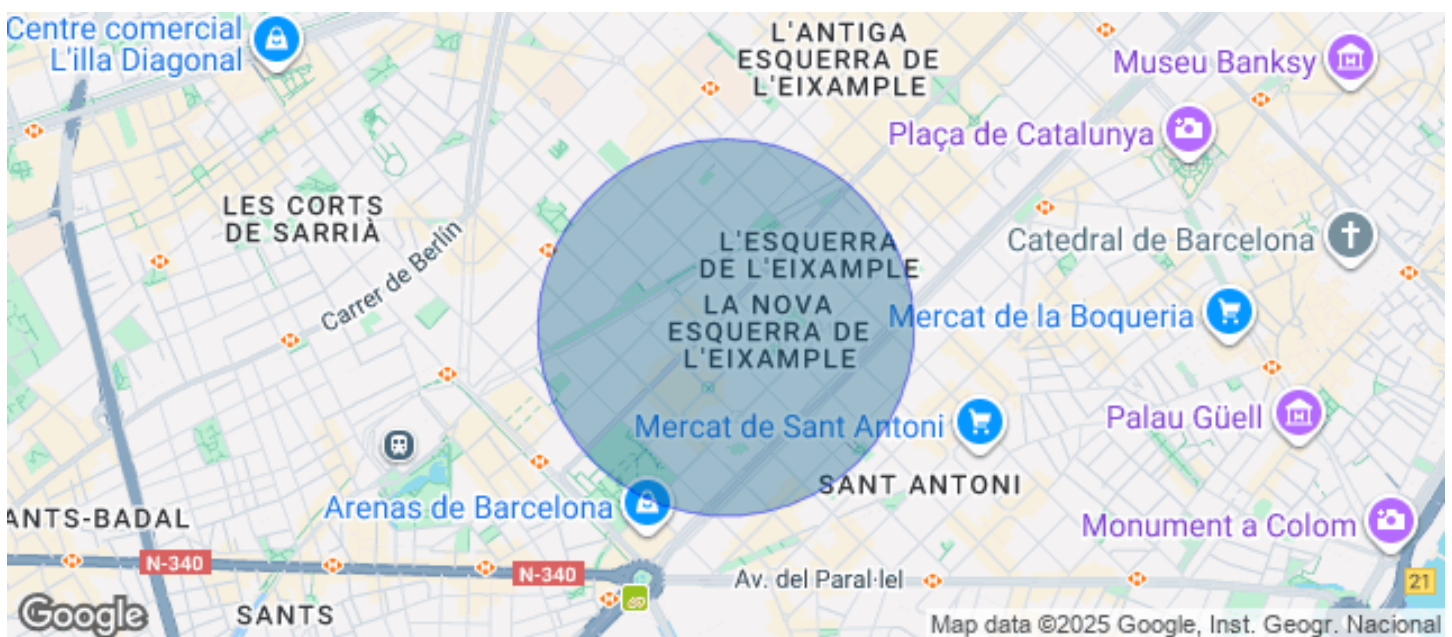 Centre comercial
L'illa Diagonal
L'ANTIGA
ESQUERRA DE
L'EIXAMPLE
Museu Banksy
Plaça de Catalunya
LES CORTS
DE SARRIÀ
Carrer de Berlín
L'ESQUERRA
DE L'EIXAMPLE
Catedral de Barcelona
LA NOVA
ESQUERRA DE
L'EIXAMPLE
Mercat de la Boqueria
Mercat de Sant Antoni
Palau Güell
SANT ANTONI
Arenas de Barcelona
ANTS-BADAL
Monument a Colom
N-340
N-340
Av. del Paral·lel
21
Google
SANTS
Map data ©2025 Google, Inst. Geogr. Nacional